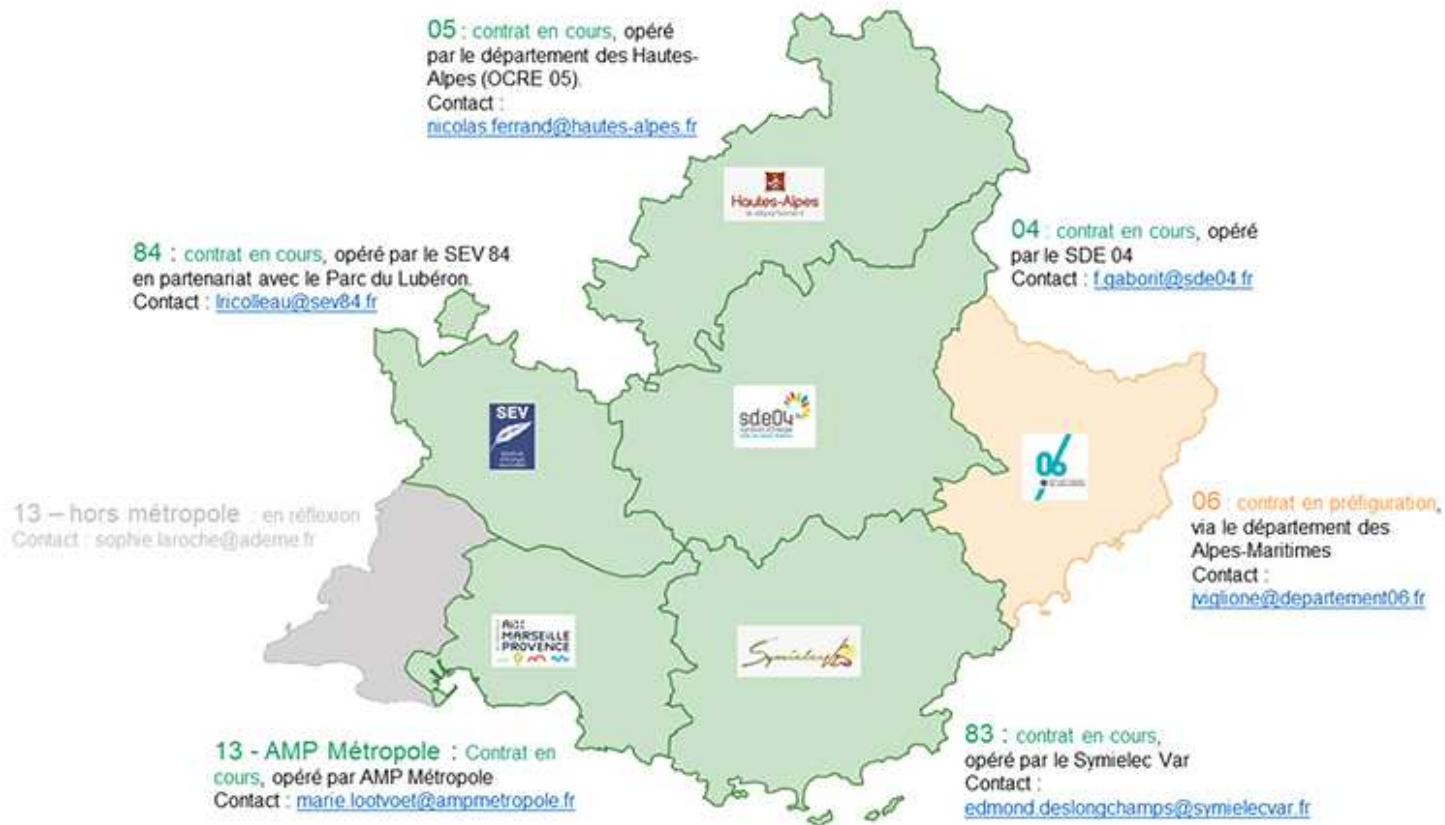 05 : contrat en cours, opéré
par le département des Hautes-
Alpes (OCRE 05).
Contact :
nicolas.ferrand@hautes-alpes.fr
Hautes-Alpes
le département
84 : contrat en cours, opéré par le SEV 84
en partenariat avec le Parc du Lubéron.
Contact : lricolleau@sev84.fr
04 : contrat en cours, opéré
par le SDE 04
Contact : f.gaborit@sde04.fr
SEV
sde04
06
13 – hors métropole : en réflexion
Contact : sophie.laroche@ademe.fr
06 : contrat en préfiguration,
via le département des
Alpes-Maritimes
Contact :
jviglione@departement06.fr
MARSEILLE
PROVENCE
Symielec
13 - AMP Métropole : Contrat en
cours, opéré par AMP Métropole
Contact : marie.lootvoet@ampmetropole.fr
83 : contrat en cours,
opéré par le Symielec Var
Contact :
edmond.deslongchamps@symielecvar.fr